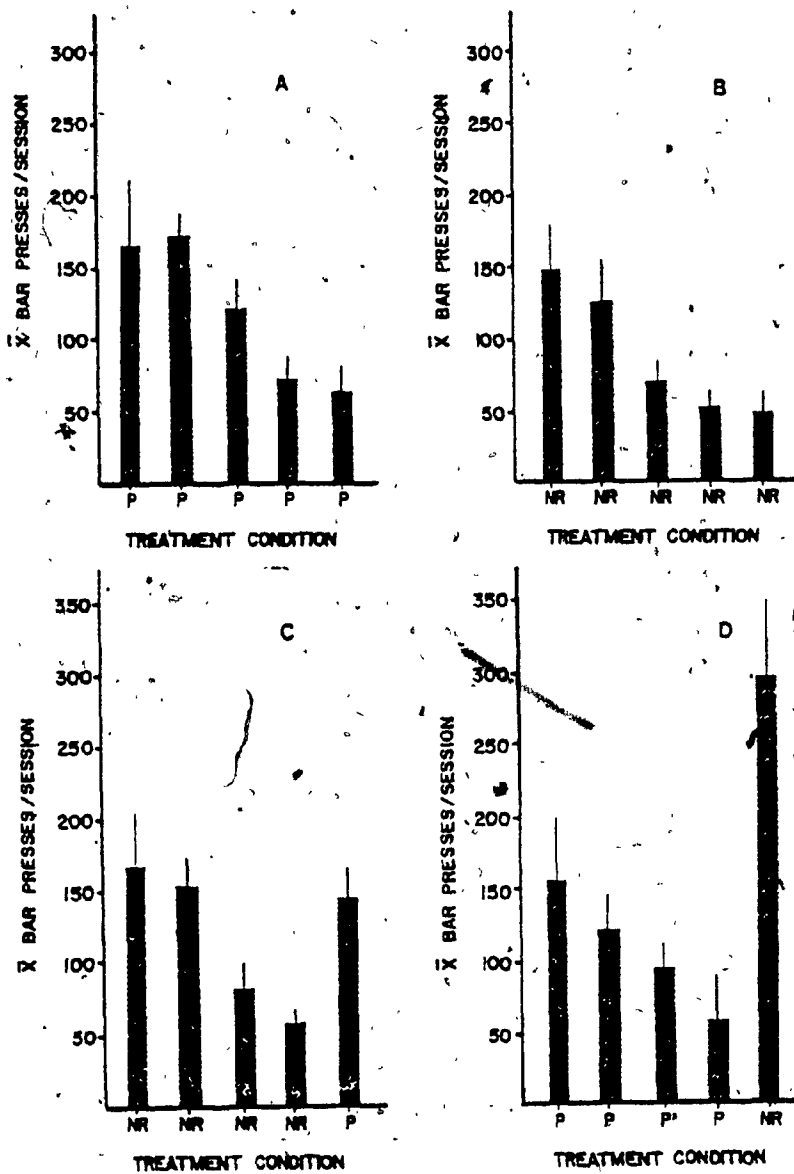 A
X̄ BAR PRESSES/SESSION
300
250
200
150
100
50
P P P P P
TREATMENT CONDITION
B
X̄ BAR PRESSES/SESSION
300
250
200
150
100
50
NR NR NR NR NR
TREATMENT CONDITION
C
X̄ BAR PRESSES/SESSION
350
300
250
200
150
100
50
NR NR NR NR P
TREATMENT CONDITION
D
X̄ BAR PRESSES/SESSION
350
300
250
200
150
100
50
P P P P NR
TREATMENT CONDITION